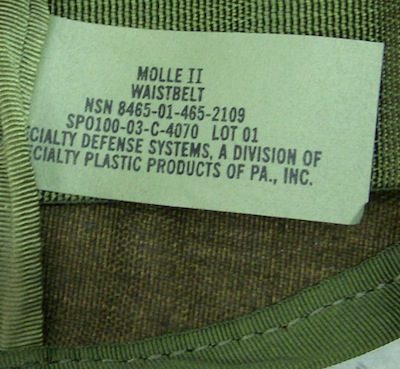 MOLLE II
WAISTBELT
NSN 8465-01-465-2109
SPO100-03-C-4070 LOT 01
CIALTY DEFENSE SYSTEMS, A DIVISION OF
CIALTY PLASTIC PRODUCTS OF PA., INC.